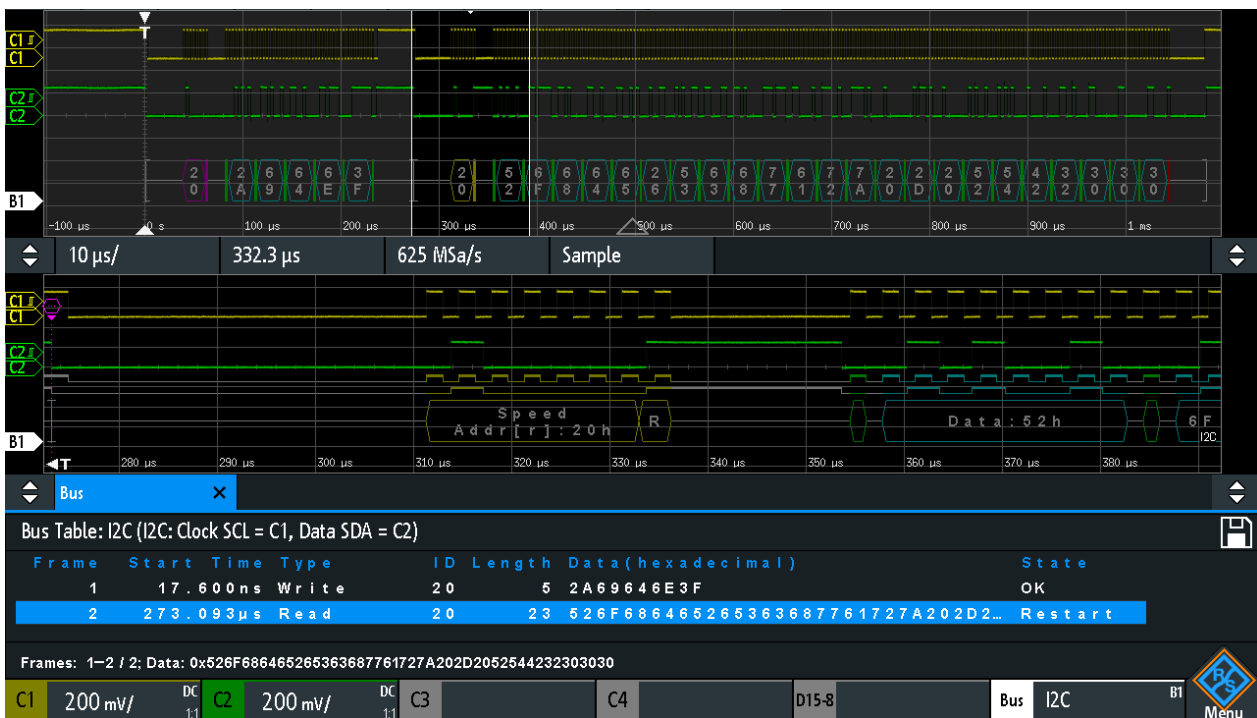 T
C1
C1
C2
C2
2 2 6 6 6 3 2 5 6 6 6 6 2 6 6 6 7 6 7 7 2 2 2 5 5 4 3 3 3 3
0 A 9 4 E F 0 2 F 8 4 6 5 6 3 3 8 7 1 2 A 0 D 0 2 4 2 2 0 0 0
B1
-100 µs 0 s 100 µs 200 µs 300 µs 400 µs 500 µs 600 µs 700 µs 800 µs 900 µs 1 ms
10 µs/ 332.3 µs 625 MSa/s Sample
C1
C1
C2
C2
Speed
Addr[r]:20h R Data:52h 6F
B1 I2C
T 280 µs 290 µs 300 µs 310 µs 320 µs 330 µs 340 µs 350 µs 360 µs 370 µs 380 µs
Bus ×
Bus Table: I2C (I2C: Clock SCL = C1, Data SDA = C2)
Frame Start Time Type ID Length Data(hexadecimal) State
1 17.600ns Write 20 5 2A69646E3F OK
2 273.093µs Read 20 23 526F686465265363687761727A202D2… Restart
Frames: 1-2 / 2; Data: 0x526F686465265363687761727A202D2052544232303030
C1 200 mV/ DC 1:1 C2 200 mV/ DC 1:1 C3 C4 D15-8 Bus I2C B1
R/S
Menu